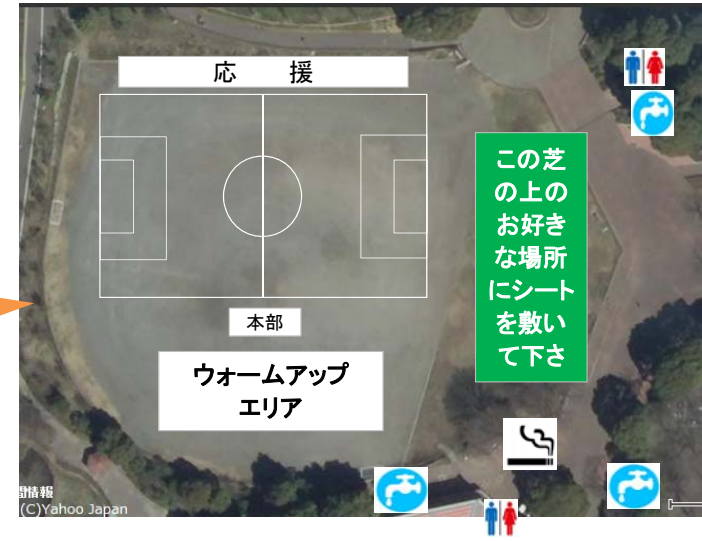 応 援
この芝
の上の
お好き
な場所
にシート
を敷い
て下さ
本部
ウォームアップ
エリア
情報
(C)Yahoo Japan